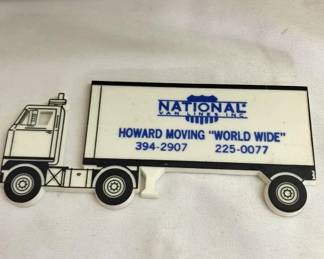 NATIONAL
VAN LINES INC.
HOWARD MOVING "WORLD WIDE"
394-2907 225-0077